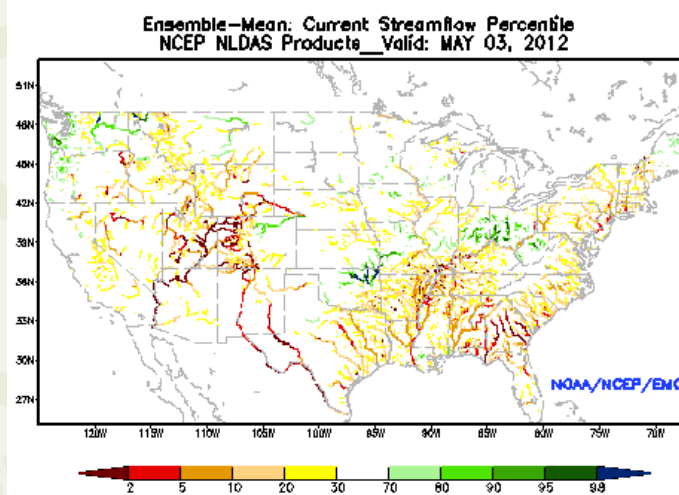 Ensemble-Mean: Current Streamflow Percentile
NCEP NLDAS Products__Valid: MAY 03, 2012
51N
48N
45N
42N
39N
36N
33N
30N
27N
NOAA/NCEP/EMC
120W 115W 110W 105W 100W 95W 90W 85W 80W 75W 70W
2 5 10 20 30 70 80 90 95 98